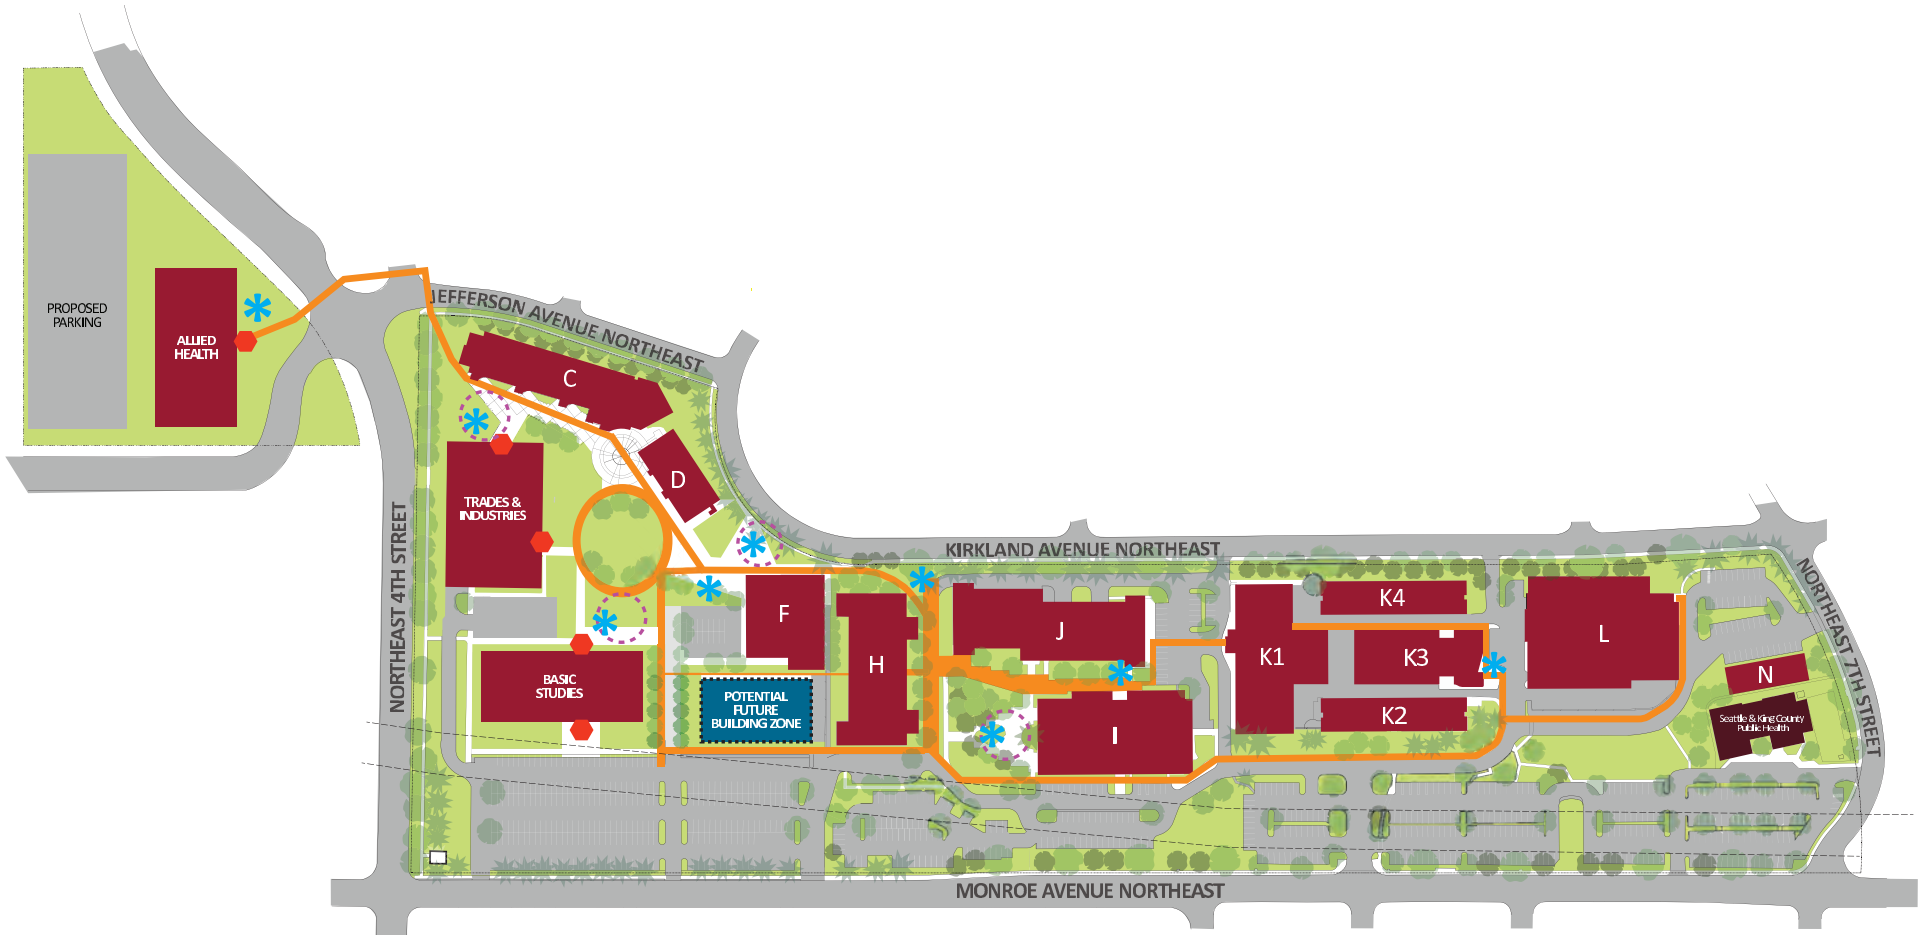 PROPOSED
PARKING
ALLIED
HEALTH
JEFFERSON AVENUE NORTHEAST
C
D
TRADES &
INDUSTRIES
NORTHEAST 4TH STREET
BASIC
STUDIES
POTENTIAL
FUTURE
BUILDING ZONE
F
H
KIRKLAND AVENUE NORTHEAST
J
I
K1
K4
K3
K2
L
N
Seattle & King County
Public Health
NORTHEAST 7TH STREET
MONROE AVENUE NORTHEAST